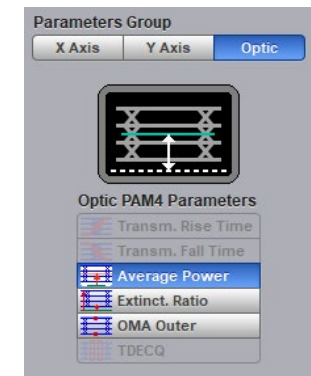 Parameters Group
X Axis Y Axis Optic
Optic PAM4 Parameters
Transm. Rise Time
Transm. Fall Time
Average Power
Extinct. Ratio
OMA Outer
TDECQ